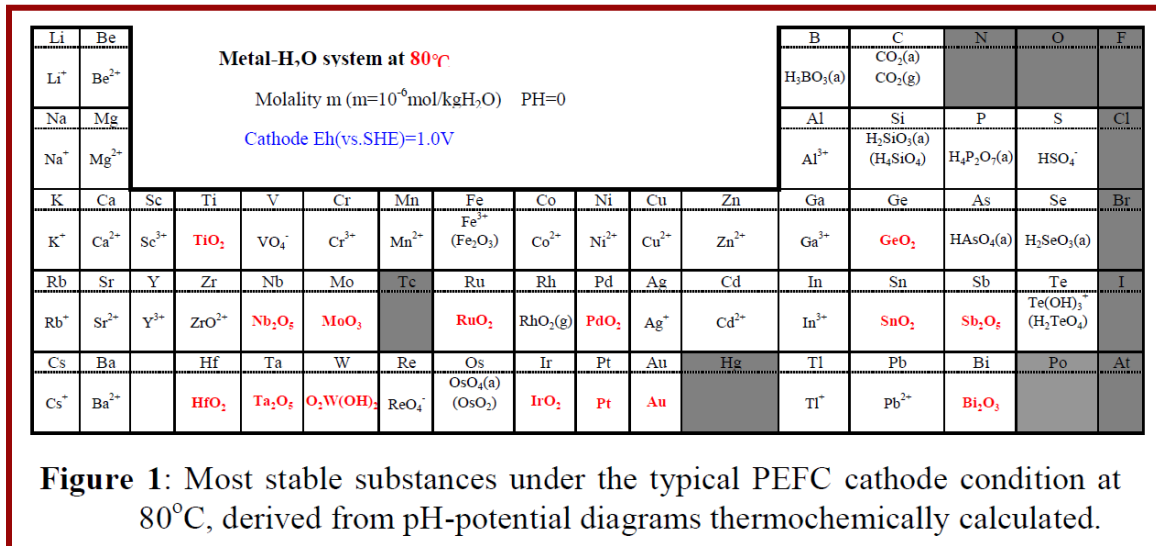 Li Be B C N O F
Metal-H₂O system at 80℃
Li⁺ Be²⁺ H₃BO₃(a) CO₂(a)
CO₂(g)
Molality m (m=10⁻⁶mol/kgH₂O) PH=0
Na Mg Al Si P S Cl
Cathode Eh(vs.SHE)=1.0V
Na⁺ Mg²⁺ Al³⁺ H₂SiO₃(a)
(H₄SiO₄) H₄P₂O₇(a) HSO₄⁻
K Ca Sc Ti V Cr Mn Fe Co Ni Cu Zn Ga Ge As Se Br
K⁺ Ca²⁺ Sc³⁺ TiO₂ VO₄⁻ Cr³⁺ Mn²⁺ Fe³⁺
(Fe₂O₃) Co²⁺ Ni²⁺ Cu²⁺ Zn²⁺ Ga³⁺ GeO₂ HAsO₄(a) H₂SeO₃(a)
Rb Sr Y Zr Nb Mo Tc Ru Rh Pd Ag Cd In Sn Sb Te I
Rb⁺ Sr²⁺ Y³⁺ ZrO²⁺ Nb₂O₅ MoO₃ RuO₂ RhO₂(g) PdO₂ Ag⁺ Cd²⁺ In³⁺ SnO₂ Sb₂O₅ Te(OH)₃⁺
(H₂TeO₄)
Cs Ba Hf Ta W Re Os Ir Pt Au Hg Tl Pb Bi Po At
Cs⁺ Ba²⁺ HfO₂ Ta₂O₅ O₂W(OH)₂ ReO₄⁻ OsO₄(a)
(OsO₂) IrO₂ Pt Au Tl⁺ Pb²⁺ Bi₂O₃
Figure 1: Most stable substances under the typical PEFC cathode condition at
80°C, derived from pH-potential diagrams thermochemically calculated.